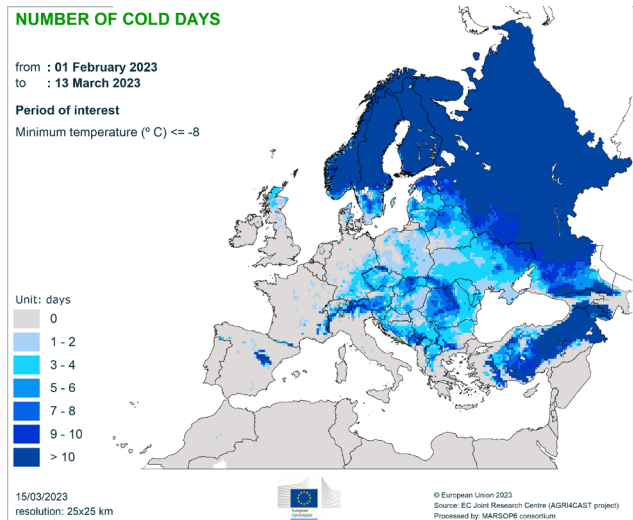 NUMBER OF COLD DAYS
from : 01 February 2023
to : 13 March 2023
Period of interest
Minimum temperature (º C) <= -8
Unit: days
0
1 - 2
3 - 4
5 - 6
7 - 8
9 - 10
> 10
15/03/2023
resolution: 25x25 km
European
Commission
© European Union 2023
Source: EC Joint Research Centre (AGRI4CAST project)
Processed by: MARSOP6 consortium